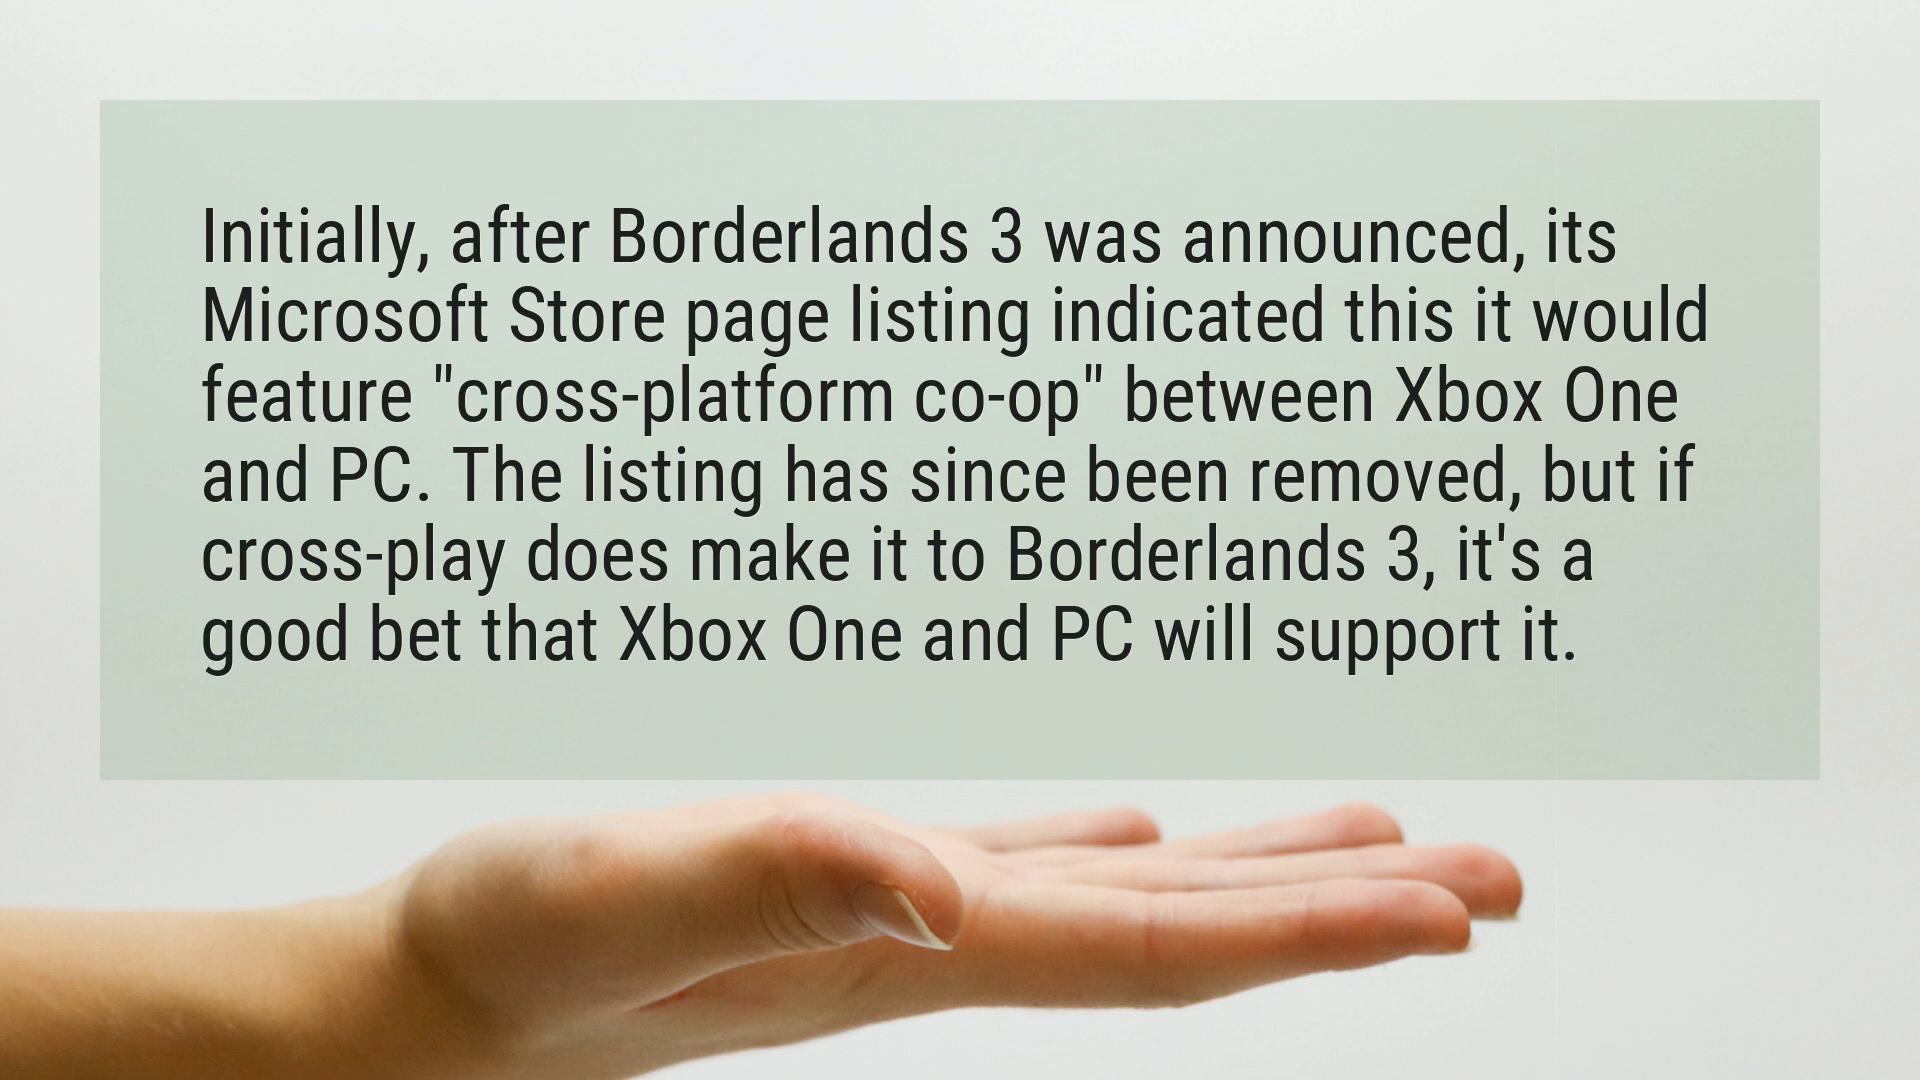 Initially, after Borderlands 3 was announced, its
Microsoft Store page listing indicated this it would
feature "cross-platform co-op" between Xbox One
and PC. The listing has since been removed, but if
cross-play does make it to Borderlands 3, it's a
good bet that Xbox One and PC will support it.